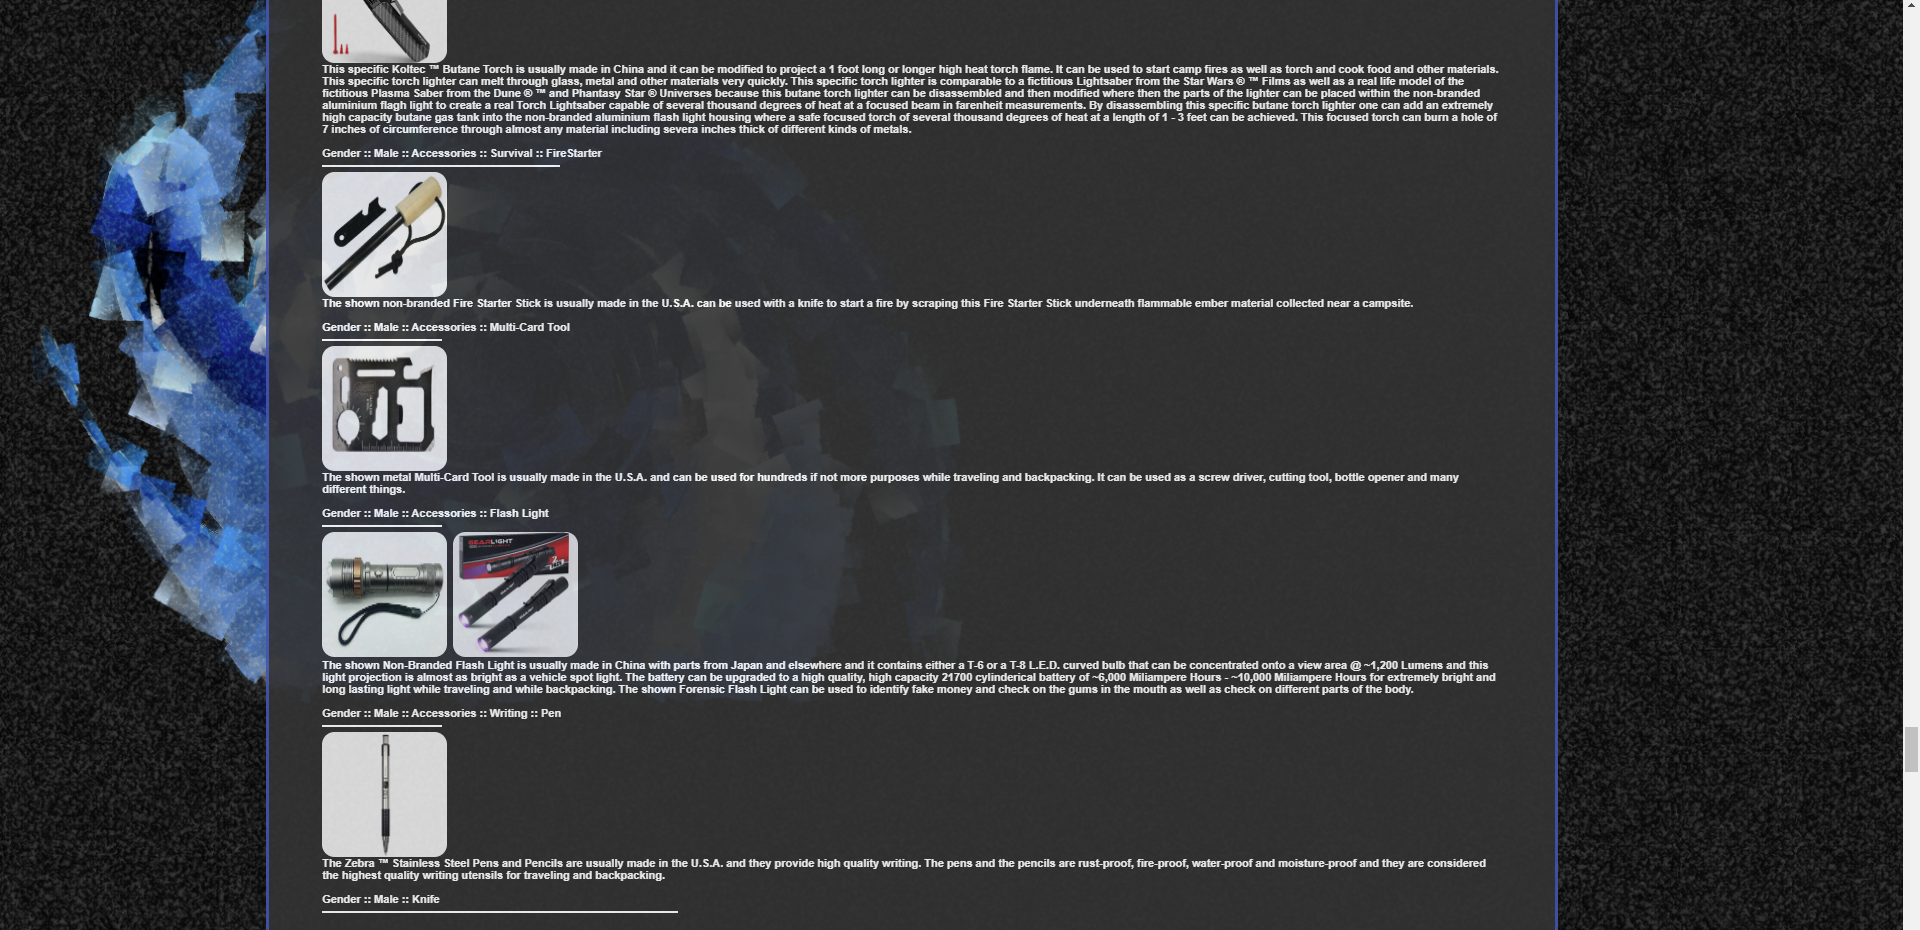 This specific Koltec ™ Butane Torch is usually made in China and it can be modified to project a 1 foot long or longer high heat torch flame. It can be used to start camp fires as well as torch and cook food and other materials.
This specific torch lighter can melt through glass, metal and other materials very quickly. This specific torch lighter is comparable to a fictitious Lightsaber from the Star Wars ® ™ Films as well as a real life model of the
fictitious Plasma Saber from the Dune ® ™ and Phantasy Star ® Universes because this butane torch lighter can be disassembled and then modified where then the parts of the lighter can be placed within the non-branded
aluminium flagh light to create a real Torch Lightsaber capable of several thousand degrees of heat at a focused beam in farenheit measurements. By disassembling this specific butane torch lighter one can add an extremely
high capacity butane gas tank into the non-branded aluminium flash light housing where a safe focused torch of several thousand degrees of heat at a length of 1 - 3 feet can be achieved. This focused torch can burn a hole of
7 inches of circumference through almost any material including severa inches thick of different kinds of metals.
Gender :: Male :: Accessories :: Survival :: FireStarter
The shown non-branded Fire Starter Stick is usually made in the U.S.A. can be used with a knife to start a fire by scraping this Fire Starter Stick underneath flammable ember material collected near a campsite.
Gender :: Male :: Accessories :: Multi-Card Tool
The shown metal Multi-Card Tool is usually made in the U.S.A. and can be used for hundreds if not more purposes while traveling and backpacking. It can be used as a screw driver, cutting tool, bottle opener and many
different things.
Gender :: Male :: Accessories :: Flash Light
GEARLIGHT
The shown Non-Branded Flash Light is usually made in China with parts from Japan and elsewhere and it contains either a T-6 or a T-8 L.E.D. curved bulb that can be concentrated onto a view area @ ~1,200 Lumens and this
light projection is almost as bright as a vehicle spot light. The battery can be upgraded to a high quality, high capacity 21700 cylinderical battery of ~6,000 Miliampere Hours - ~10,000 Miliampere Hours for extremely bright and
long lasting light while traveling and while backpacking. The shown Forensic Flash Light can be used to identify fake money and check on the gums in the mouth as well as check on different parts of the body.
Gender :: Male :: Accessories :: Writing :: Pen
The Zebra ™ Stainless Steel Pens and Pencils are usually made in the U.S.A. and they provide high quality writing. The pens and the pencils are rust-proof, fire-proof, water-proof and moisture-proof and they are considered
the highest quality writing utensils for traveling and backpacking.
Gender :: Male :: Knife